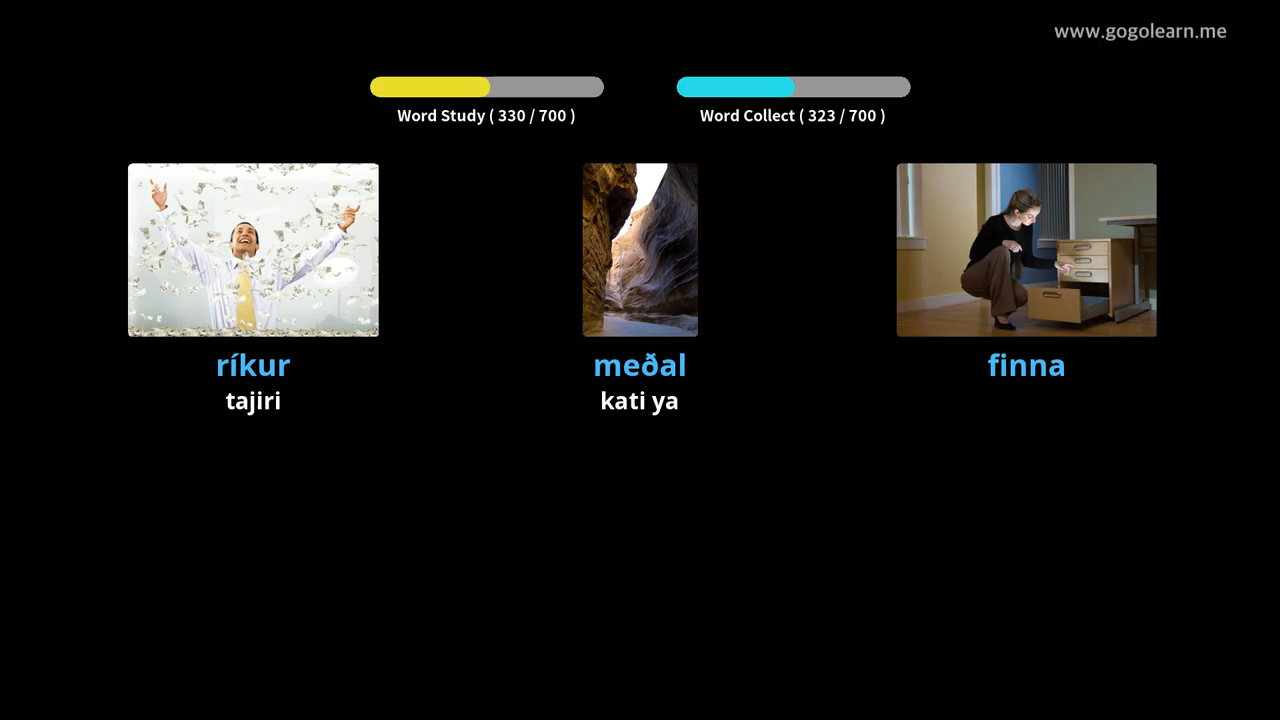 www.gogolearn.me
Word Study ( 330 / 700 )
Word Collect ( 323 / 700 )
ríkur
tajiri
meðal
kati ya
finna